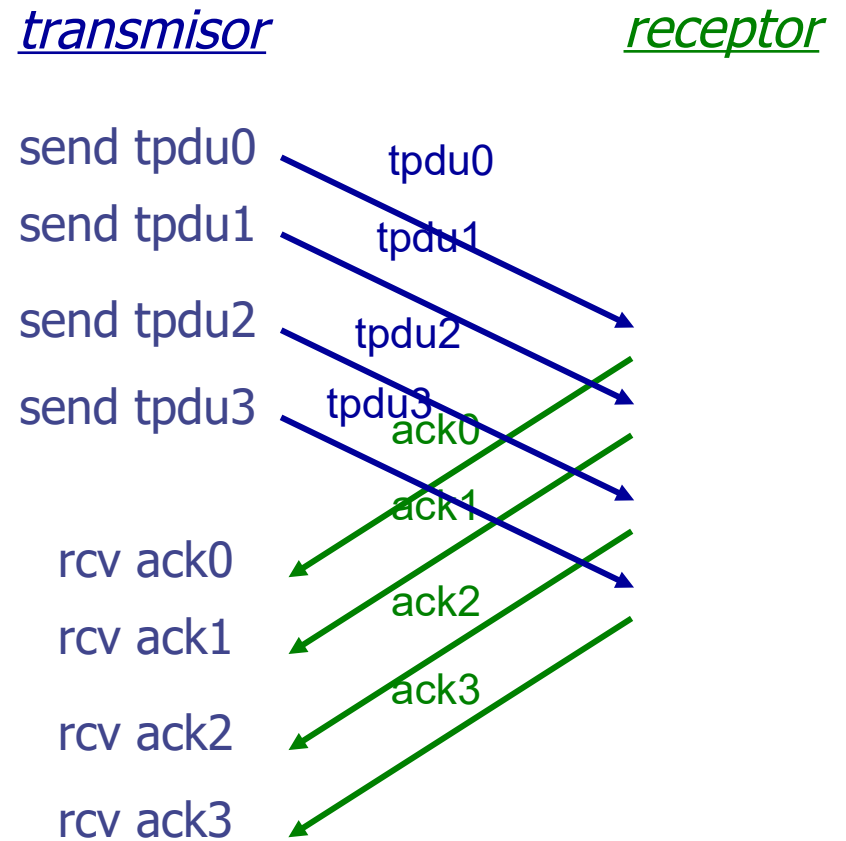 transmisor
receptor
send tpdu0
tpdu0
send tpdu1
tpdu1
send tpdu2
tpdu2
send tpdu3
tpdu3
ack0
ack1
rcv ack0
ack2
rcv ack1
ack3
rcv ack2
rcv ack3